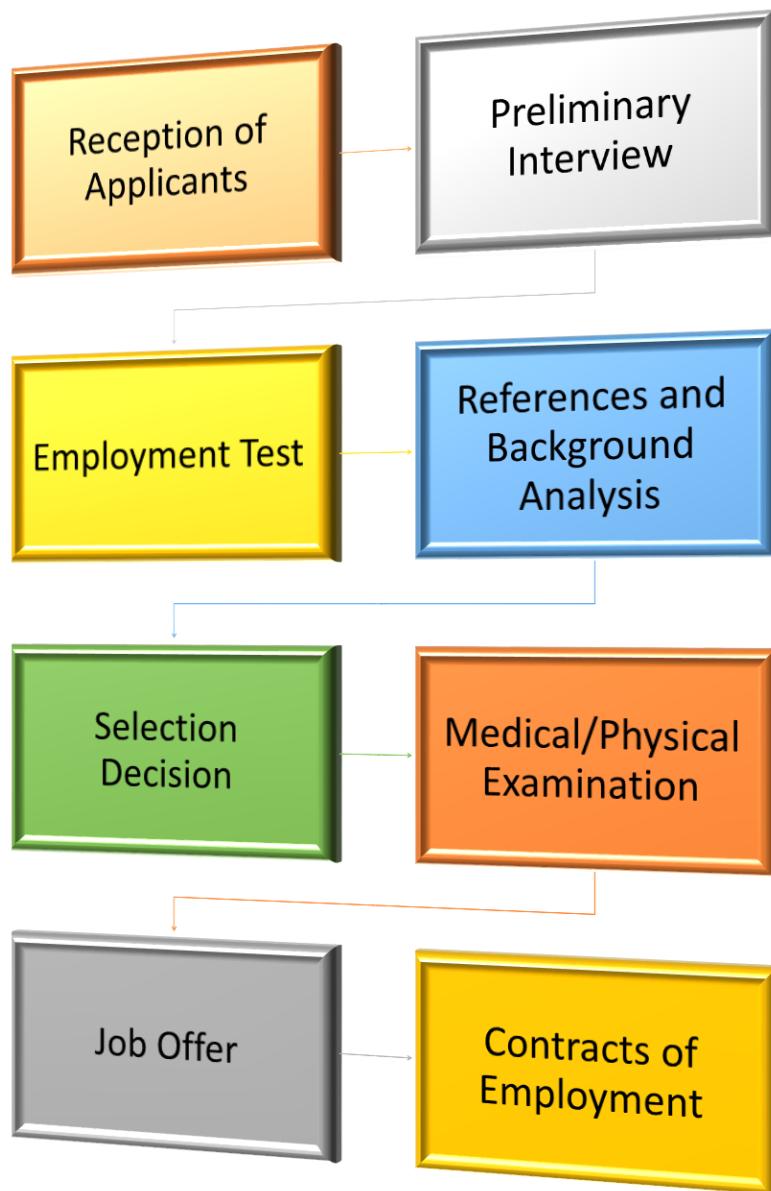 Reception of
Applicants
Preliminary
Interview
Employment Test
References and
Background
Analysis
Selection
Decision
Medical/Physical
Examination
Job Offer
Contracts of
Employment